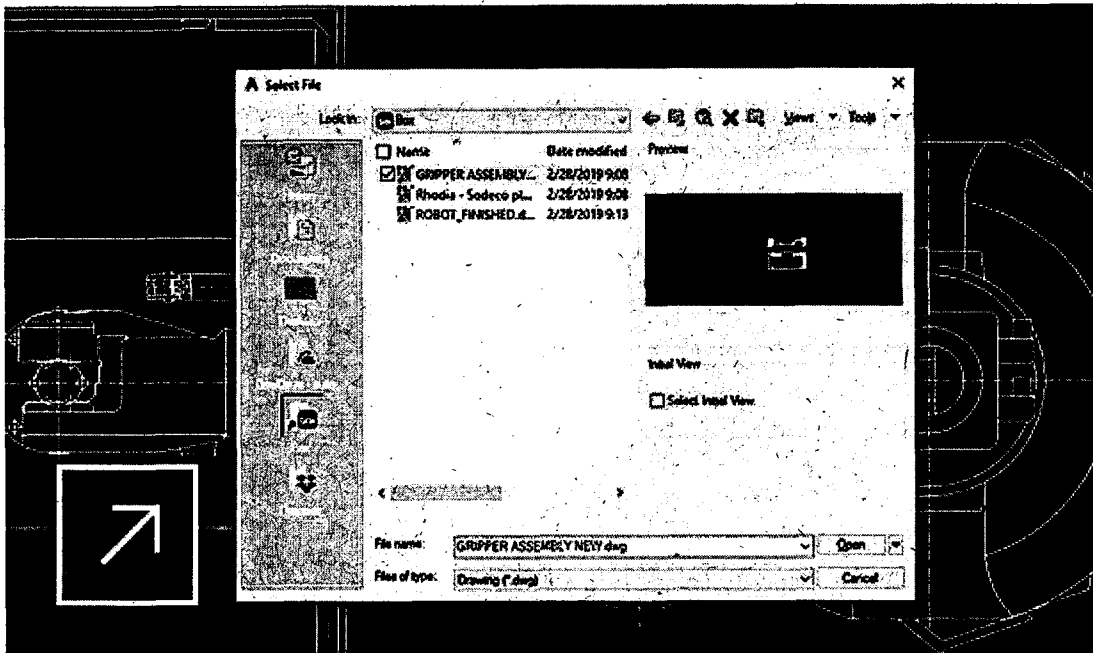 A Select File
Look in: Box
Views Tools
Name Date modified
Preview
GRIPPER ASSEMBLY... 2/28/2019 9:08
Rhodia - Sodeco pl... 2/28/2019 9:08
ROBOT_FINISHED.d... 2/28/2019 9:13
Initial View
Select Initial View
File name: GRIPPER ASSEMBLY NEW.dwg Open
Files of type: Drawing (*.dwg) Cancel